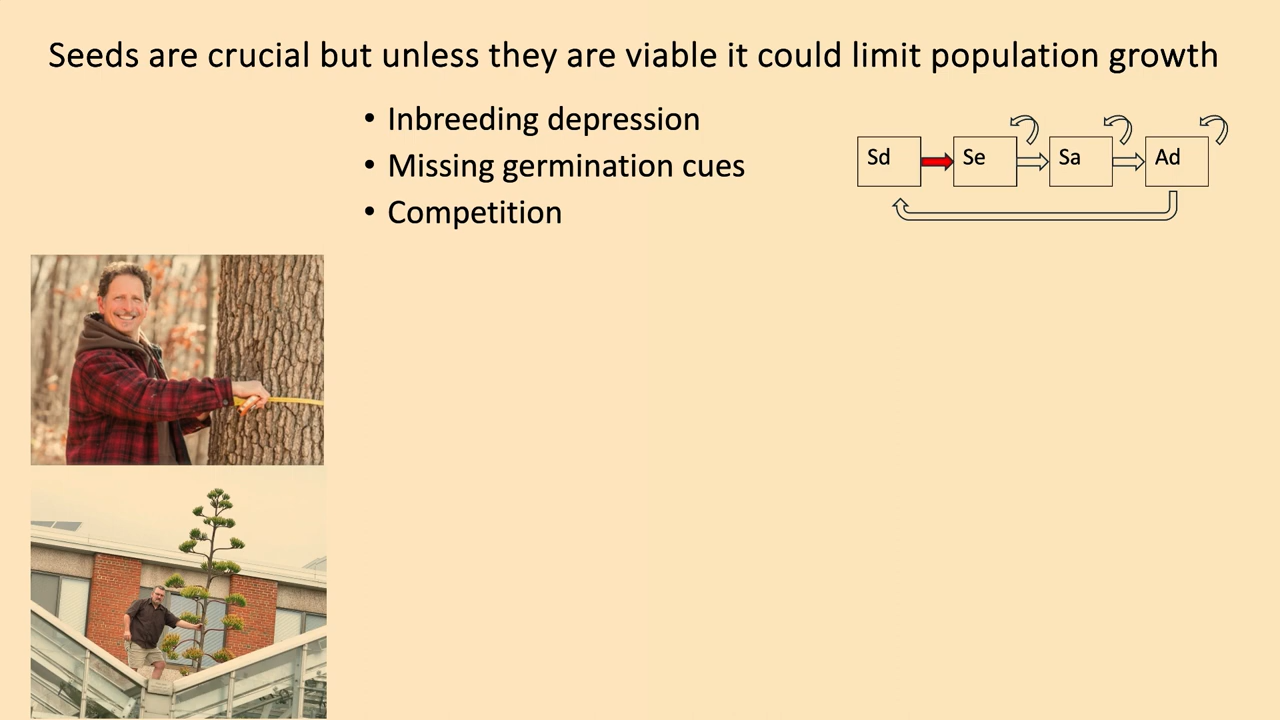 Seeds are crucial but unless they are viable it could limit population growth
• Inbreeding depression
• Missing germination cues
• Competition
Sd Se Sa Ad